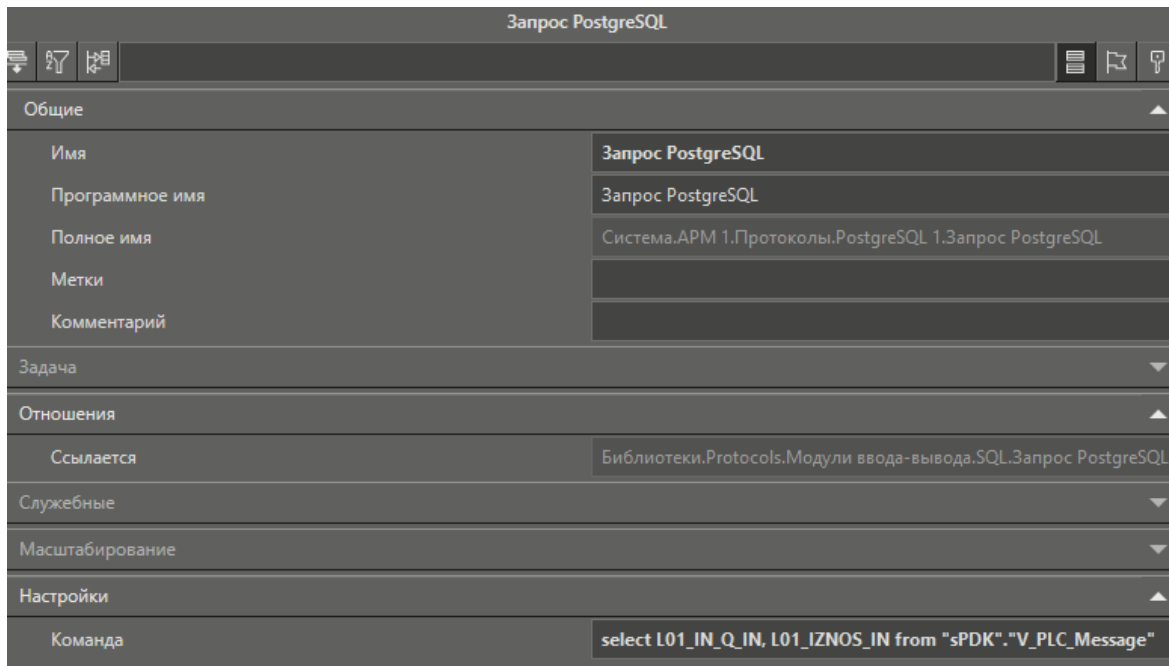 Запрос PostgreSQL
Общие
Имя Запрос PostgreSQL
Программное имя Запрос PostgreSQL
Полное имя Система.АРМ 1.Протоколы.PostgreSQL 1.Запрос PostgreSQL
Метки
Комментарий
Задача
Отношения
Ссылается Библиотеки.Protocols.Модули ввода-вывода.SQL.Запрос PostgreSQL
Служебные
Масштабирование
Настройки
Команда select L01_IN_Q_IN, L01_IZNOS_IN from "sPDK"."V_PLC_Message"